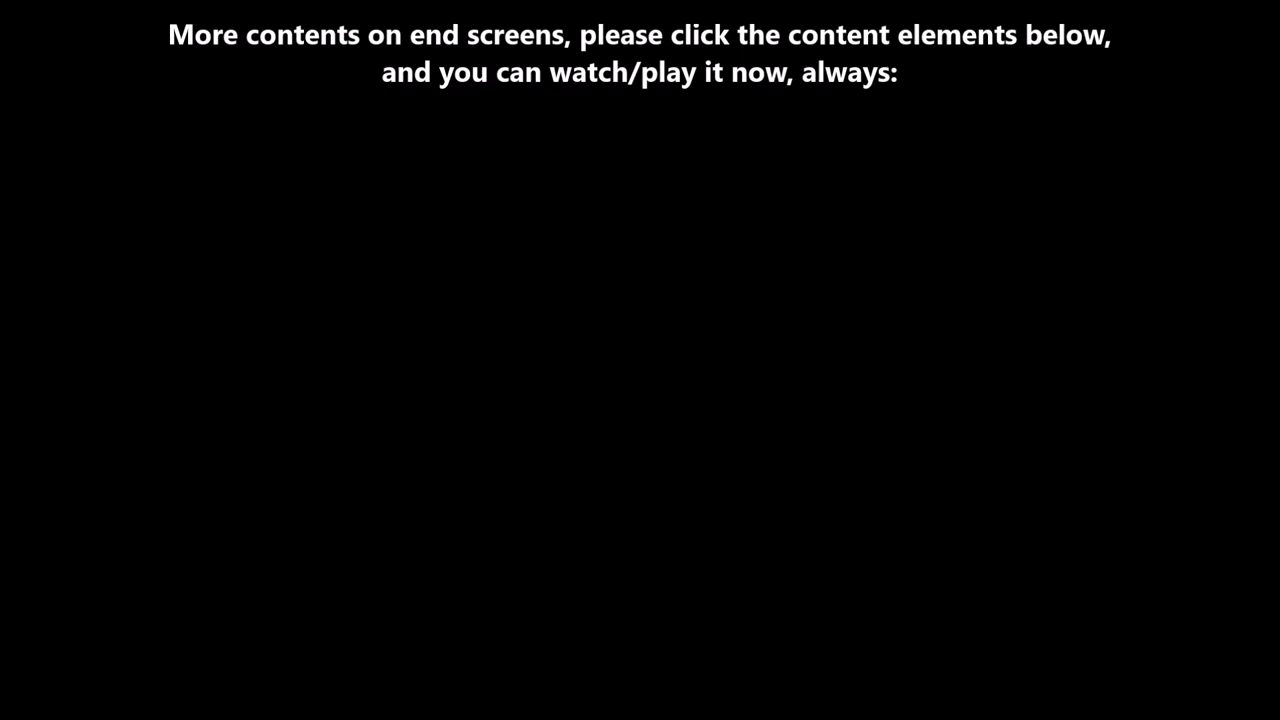 More contents on end screens, please click the content elements below,
and you can watch/play it now, always: